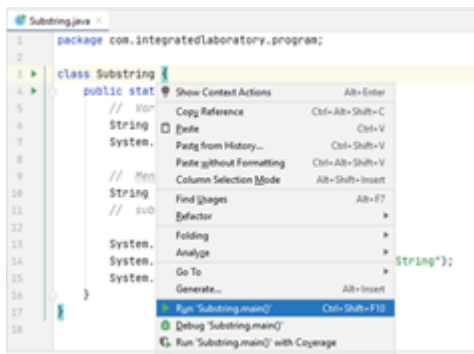 Substring.java
1 package com.integratedlaboratory.program;
2
3 class Substring {
4 public stat
5 // Var
6 String
7 System.
8
9 // Men
10 String
11 // sub
12
13 System.
14 System. String");
15 System.
16 }
17 }
18
Show Context Actions Alt+Enter
Copy Reference Ctrl+Alt+Shift+C
Paste Ctrl+V
Paste from History... Ctrl+Shift+V
Paste without Formatting Ctrl+Alt+Shift+V
Column Selection Mode Alt+Shift+Insert
Find Usages Alt+F7
Refactor
Folding
Analyze
Go To
Generate... Alt+Insert
Run 'Substring.main()' Ctrl+Shift+F10
Debug 'Substring.main()'
Run 'Substring.main()' with Coverage